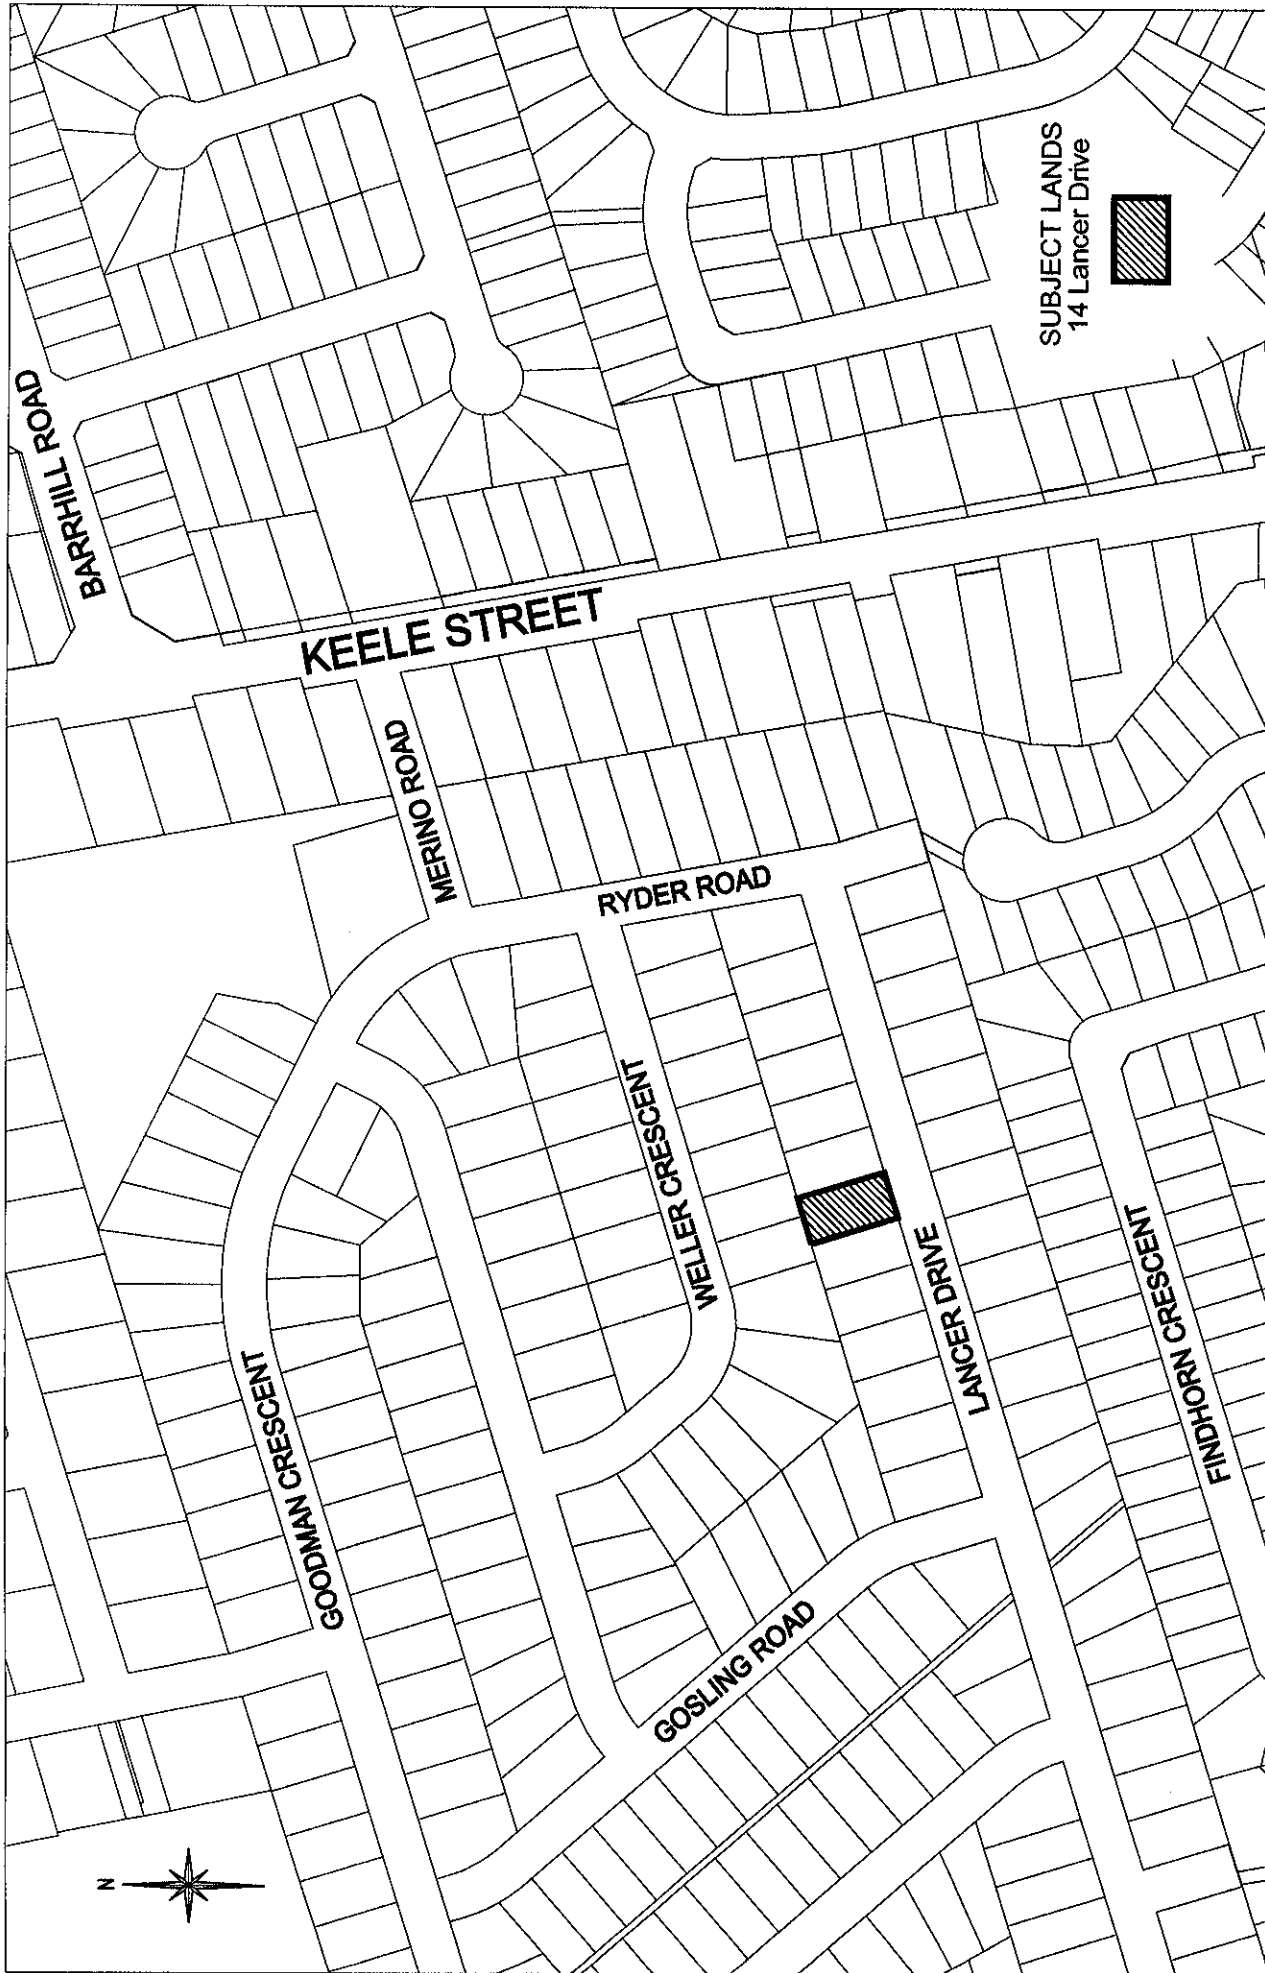 BARRHILL ROAD
KEELE STREET
MERINO ROAD
RYDER ROAD
WELLER CRESCENT
GOODMAN CRESCENT
LANCER DRIVE
FINDHORN CRESCENT
GOSLING ROAD
SUBJECT LANDS
14 Lancer Drive
N